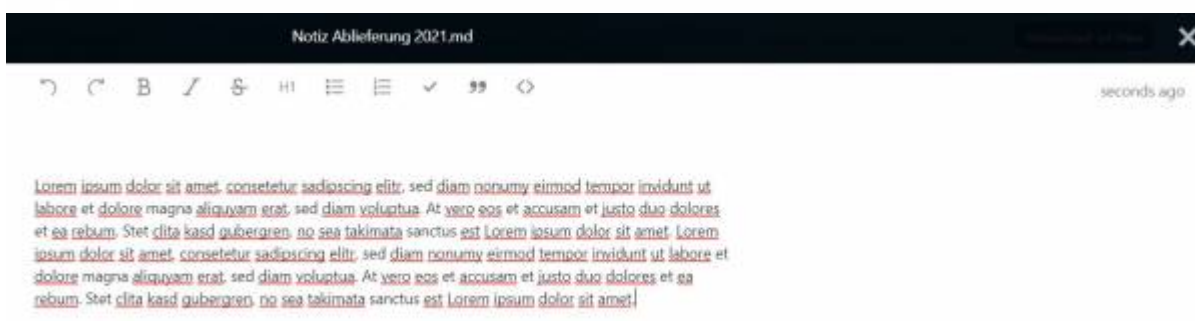 Notiz Ablieferung 2021.md
H1
seconds ago
Lorem ipsum dolor sit amet, consetetur sadipscing elitr, sed diam nonumy eirmod tempor invidunt ut
labore et dolore magna aliquyam erat, sed diam voluptua. At vero eos et accusam et justo duo dolores
et ea rebum. Stet clita kasd gubergren, no sea takimata sanctus est Lorem ipsum dolor sit amet. Lorem
ipsum dolor sit amet, consetetur sadipscing elitr, sed diam nonumy eirmod tempor invidunt ut labore et
dolore magna aliquyam erat, sed diam voluptua. At vero eos et accusam et justo duo dolores et ea
rebum. Stet clita kasd gubergren, no sea takimata sanctus est Lorem ipsum dolor sit amet.